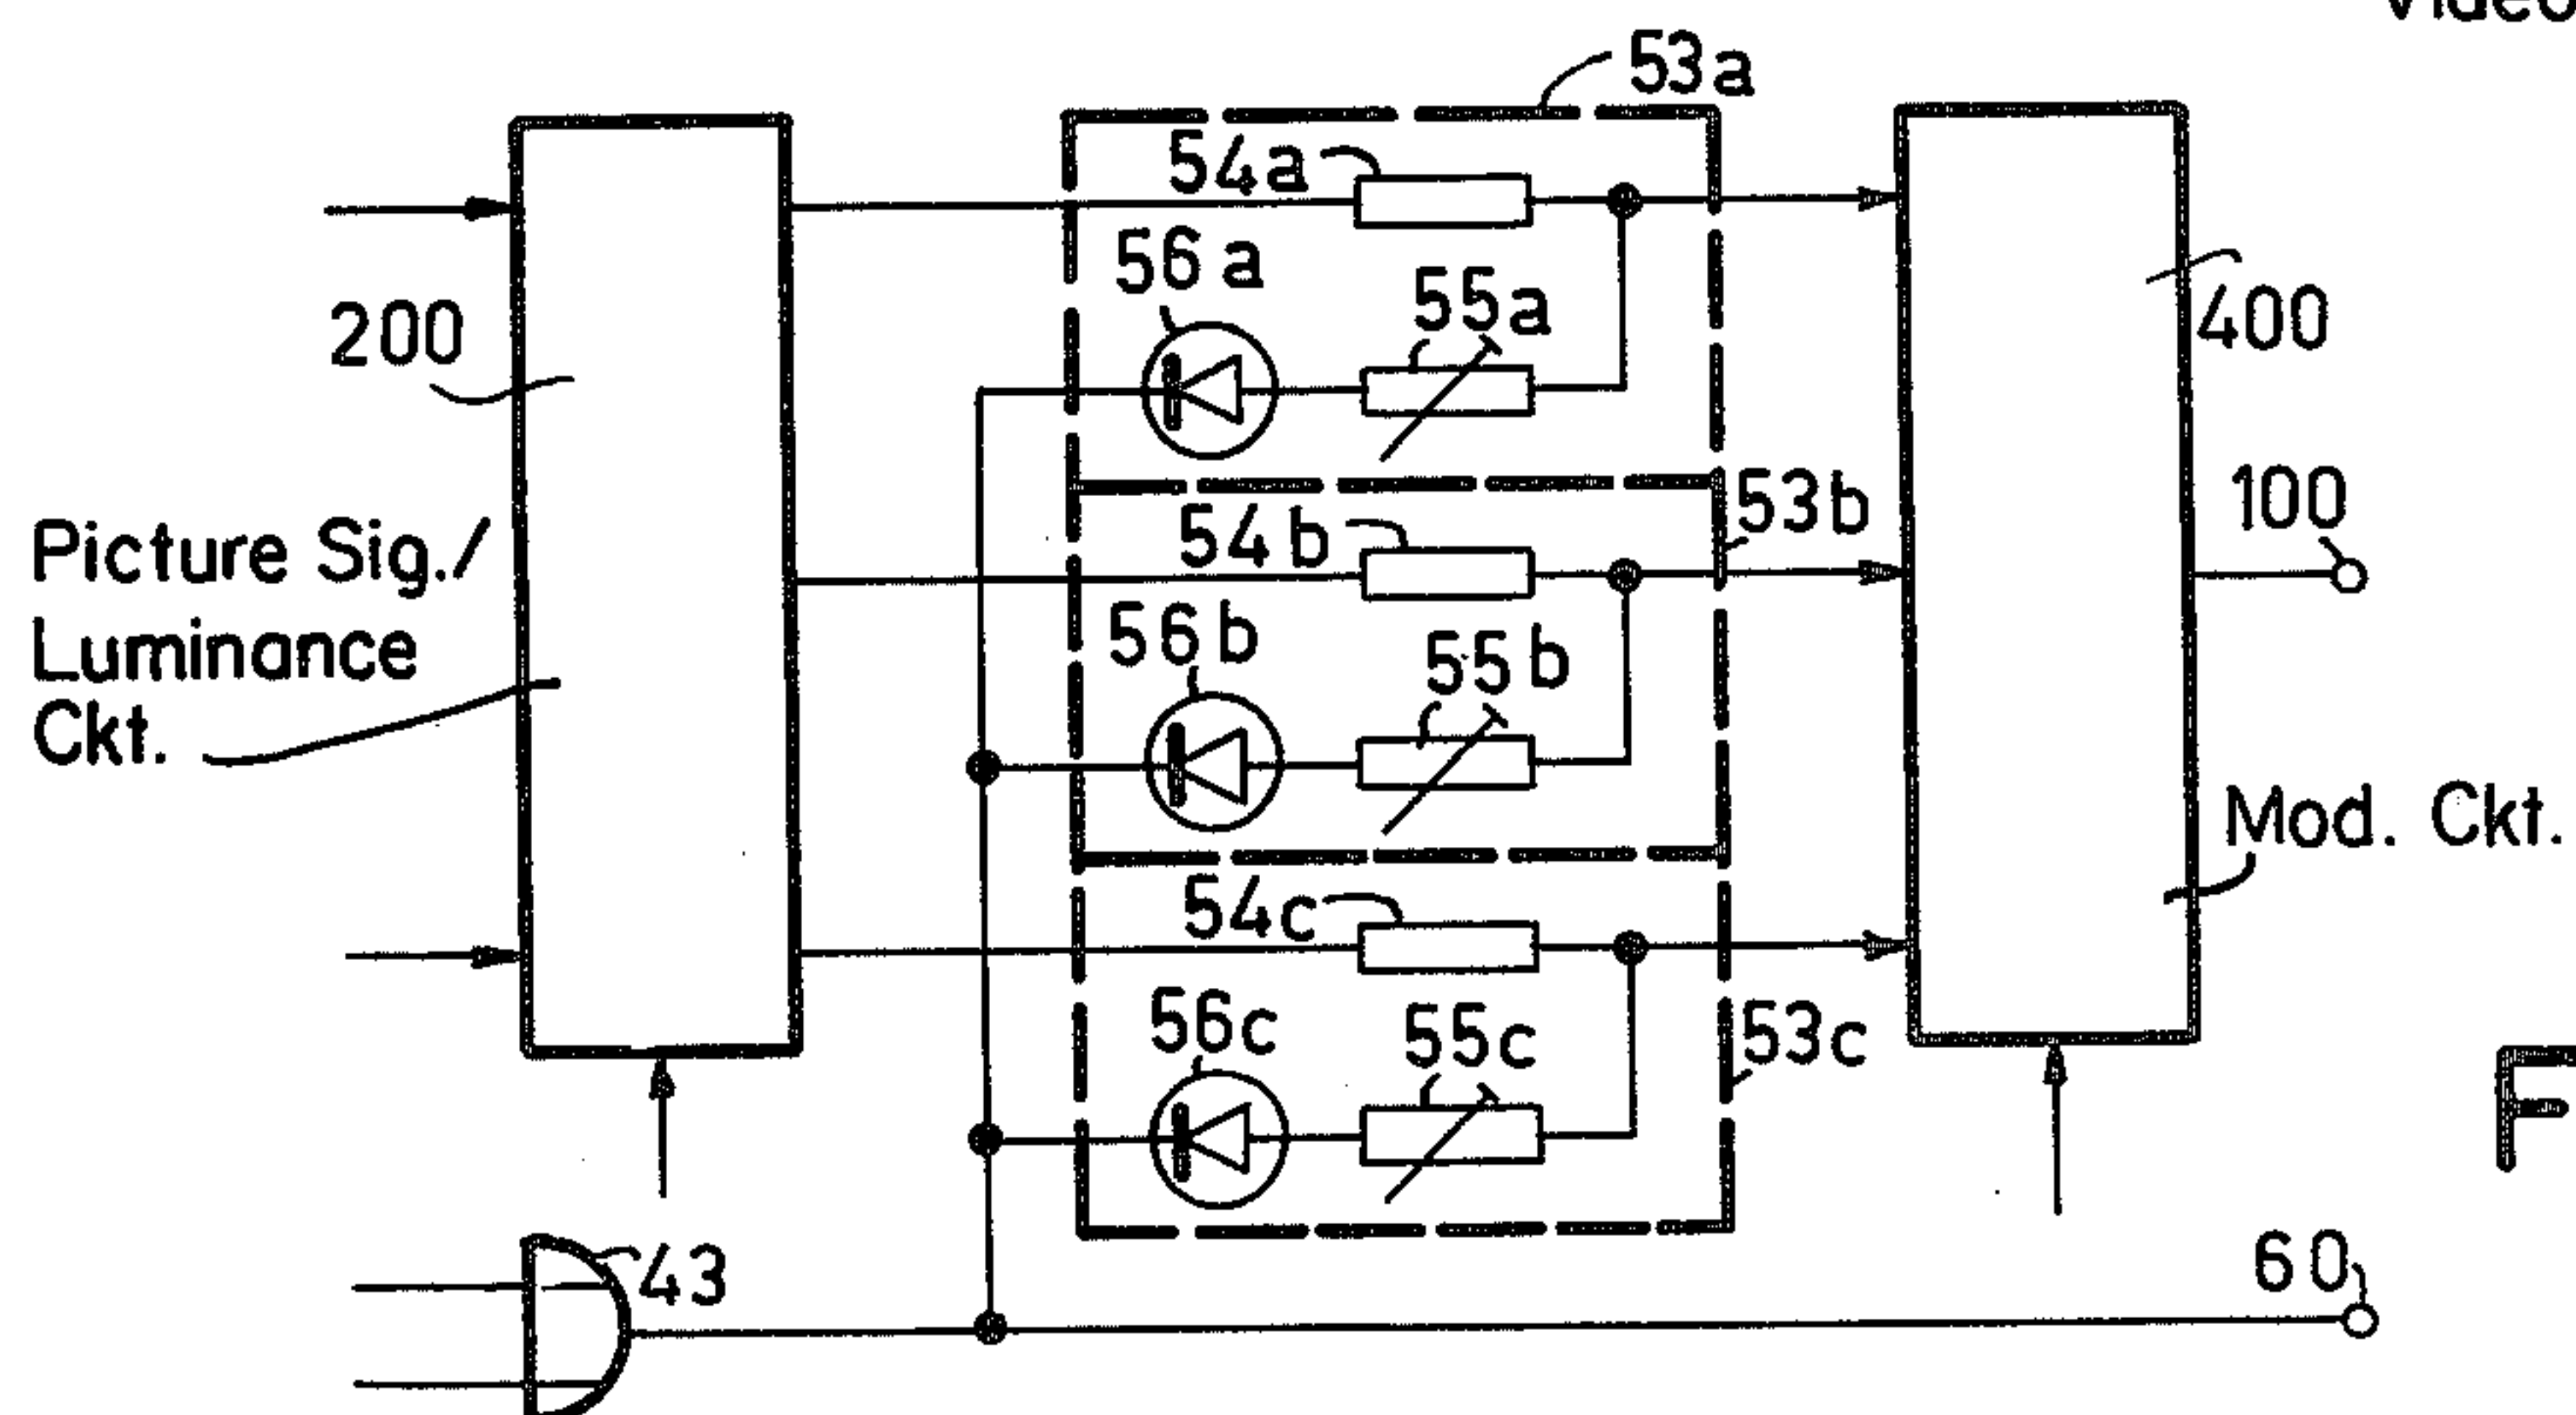 Video
53a
54a
56a
55a
200
400
100
53b
54b
Picture Sig./
Luminance
Ckt.
56b
55b
Mod. Ckt.
54c
56c
55c
53c
F
43
60